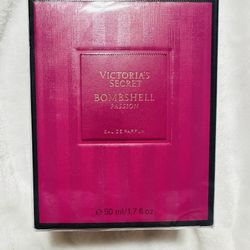 VICTORIA'S
SECRET
BOMBSHELL
PASSION
EAU DE PARFUM
e 50 ml/1.7 fl oz